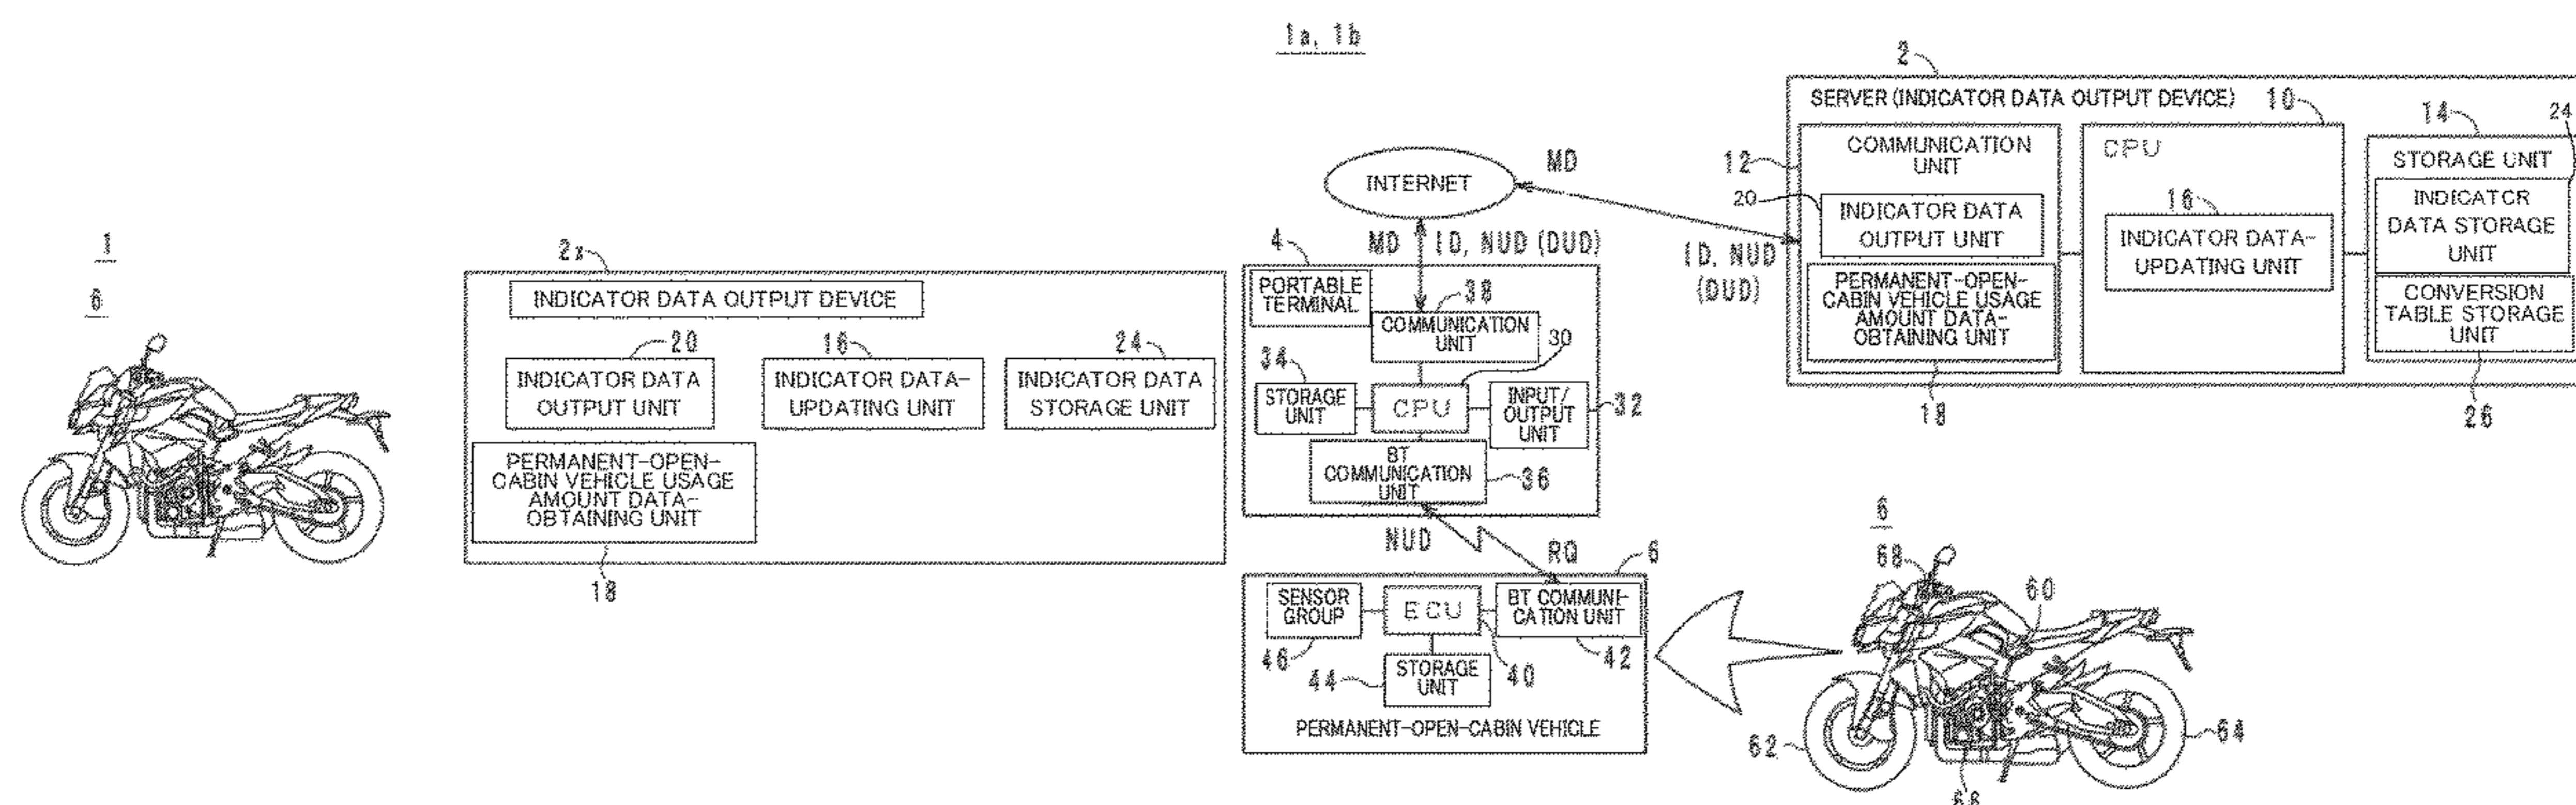 1a, 1b
1
6
2z
INDICATOR DATA OUTPUT DEVICE
20
INDICATOR DATA
OUTPUT UNIT
16
INDICATOR DATA-
UPDATING UNIT
24
INDICATOR DATA
STORAGE UNIT
PERMANENT-OPEN-
CABIN VEHICLE USAGE
AMOUNT DATA-
OBTAINING UNIT
18
INTERNET
MD
MD
ID, NUD (DUD)
ID, NUD
(DUD)
4
PORTABLE
TERMINAL
38
COMMUNICATION
UNIT
30
34
STORAGE
UNIT
CPU
INPUT/
OUTPUT
UNIT
32
BT
COMMUNICATION
UNIT
36
NUD
RQ
6
SENSOR
GROUP
46
ECU
40
BT COMMUNI-
CATION UNIT
42
44
STORAGE
UNIT
PERMANENT-OPEN-CABIN VEHICLE
2
SERVER (INDICATOR DATA OUTPUT DEVICE)
12
COMMUNICATION
UNIT
20
INDICATOR DATA
OUTPUT UNIT
PERMANENT-OPEN-
CABIN VEHICLE USAGE
AMOUNT DATA-
OBTAINING UNIT
18
10
CPU
16
INDICATOR DATA-
UPDATING UNIT
14
24
STORAGE UNIT
INDICATOR
DATA STORAGE
UNIT
CONVERSION
TABLE STORAGE
UNIT
26
6
68
60
62
64